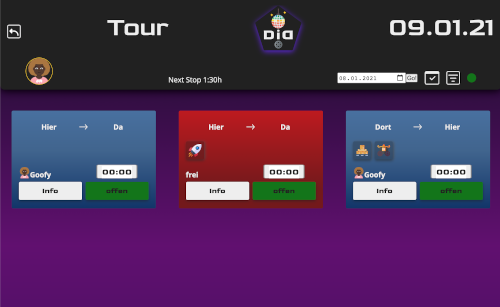 Tour
DiD
09.01.21
Next Stop 1:30h
08.01.2021
Go!
Hier → Da
Goofy
00:00
Info
offen
Hier → Da
frei
00:00
Info
offen
Dort → Hier
Goofy
00:00
Info
offen